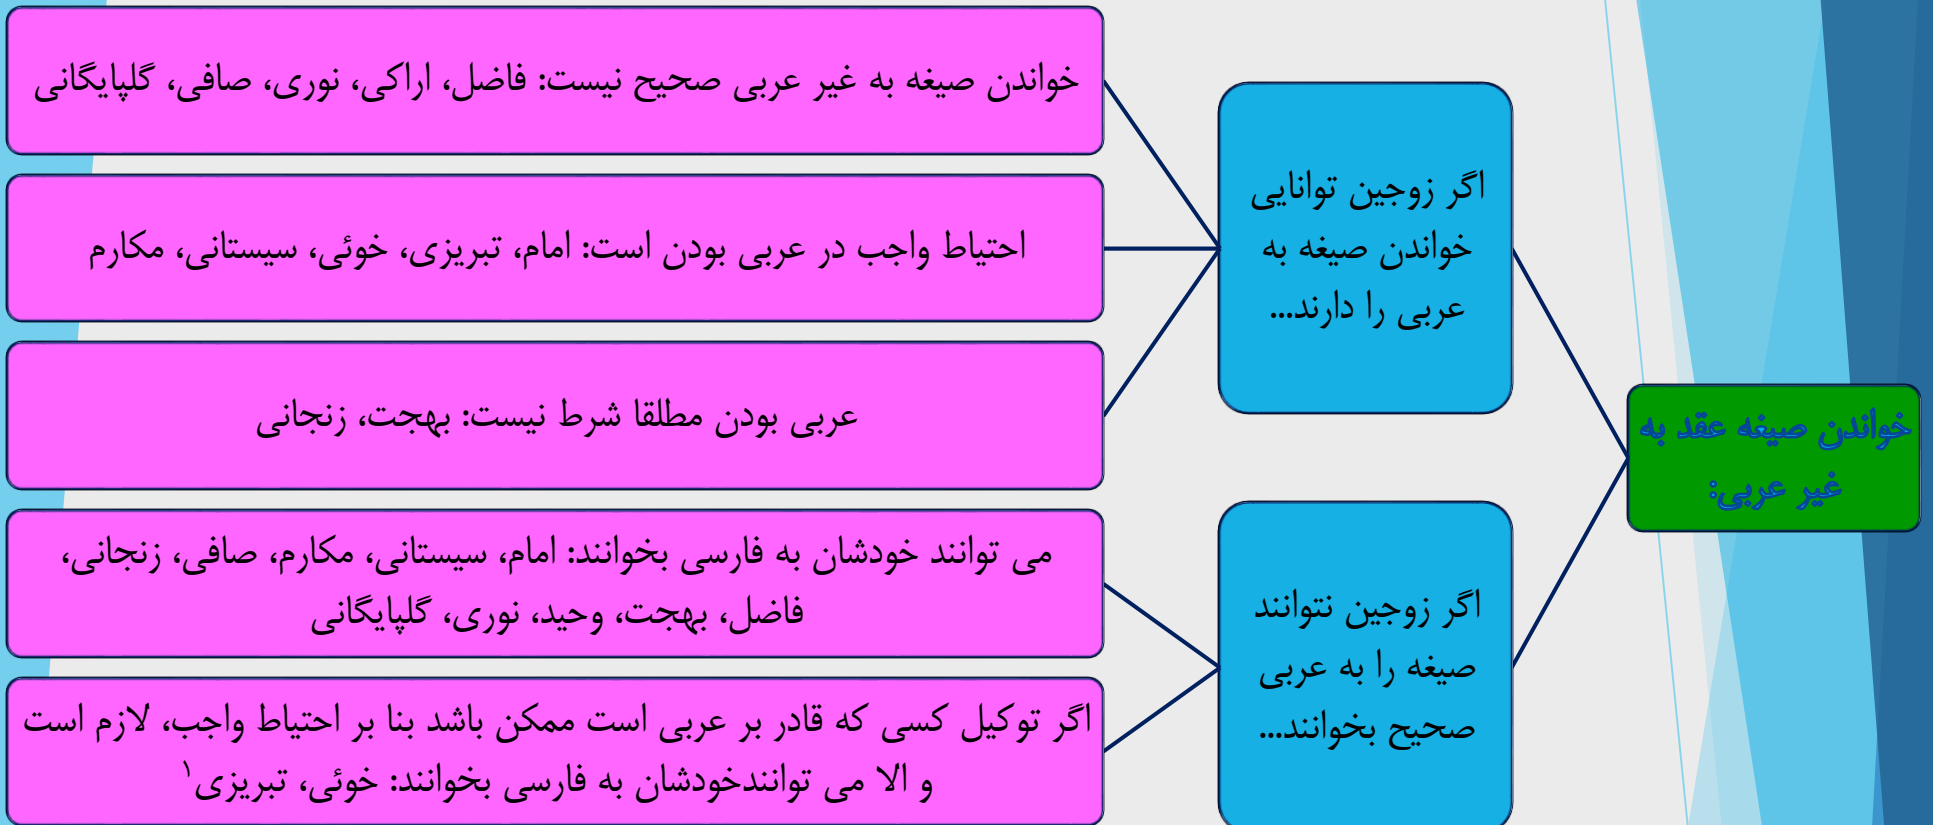 خواندن صیغه عقد به
غیر عربی:
اگر زوجین توانایی
خواندن صیغه به
عربی را دارند...
خواندن صیغه به غیر عربی صحیح نیست: فاضل، اراکی، نوری، صافی، گلپایگانی
احتیاط واجب در عربی بودن است: امام، تبریزی، خوئی، سیستانی، مکارم
عربی بودن مطلقا شرط نیست: بهجت، زنجانی
اگر زوجین نتوانند
صیغه را به عربی
صحیح بخوانند...
می توانند خودشان به فارسی بخوانند: امام، سیستانی، مکارم، صافی، زنجانی،
فاضل، بهجت، وحید، نوری، گلپایگانی
اگر توکیل کسی که قادر بر عربی است ممکن باشد بنا بر احتیاط واجب، لازم است
و الا می توانندخودشان به فارسی بخوانند: خوئی، تبریزی۱